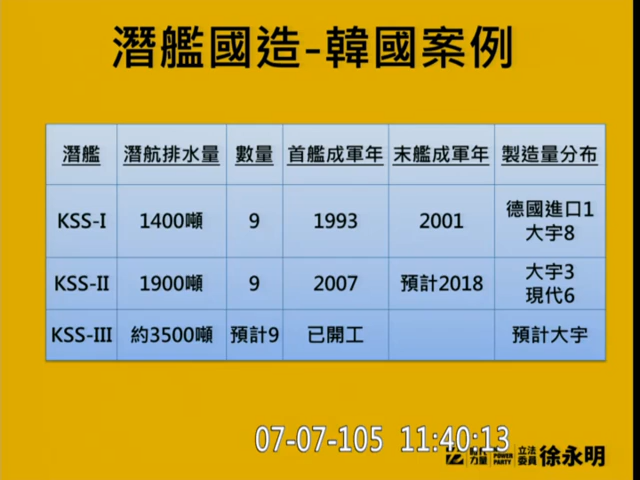 潛艦國造-韓國案例
潛艦 潛航排水量 數量 首艦成軍年 末艦成軍年 製造量分布
KSS-I 1400噸 9 1993 2001 德國進口1
大宇8
KSS-II 1900噸 9 2007 預計2018 大宇3
現代6
KSS-III 約3500噸 預計9 已開工 預計大宇
07-07-105 11:40:13
力量 POWER PARTY 立法委員 徐永明